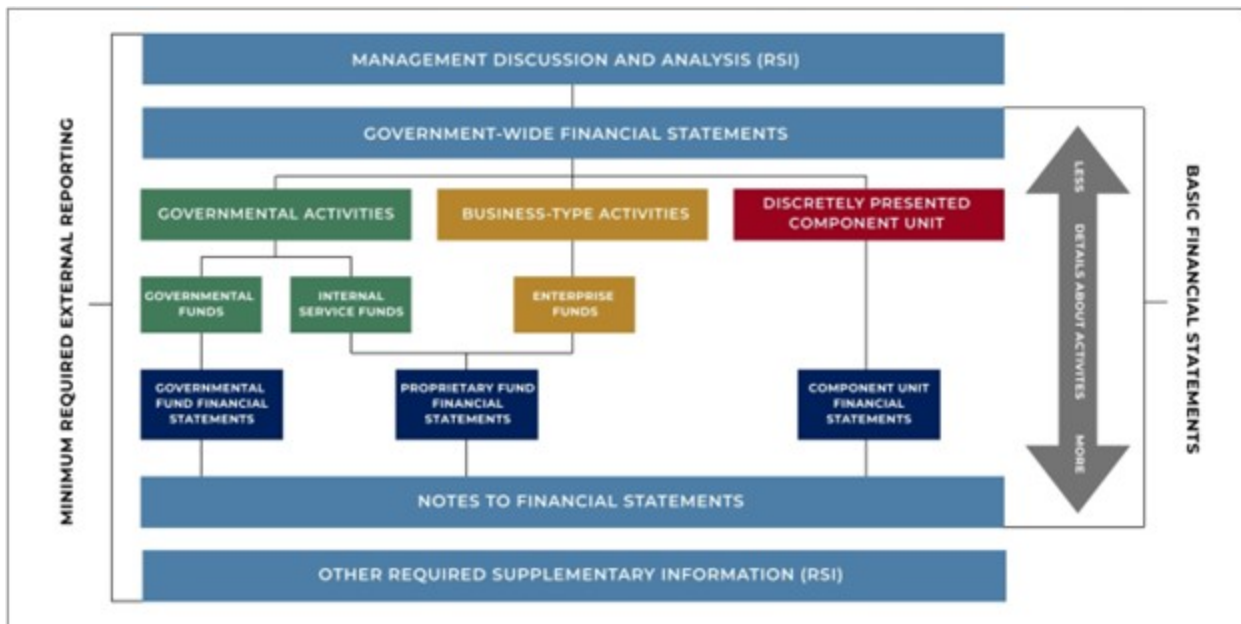 MINIMUM REQUIRED EXTERNAL REPORTING
MANAGEMENT DISCUSSION AND ANALYSIS (RSI)
GOVERNMENT-WIDE FINANCIAL STATEMENTS
GOVERNMENTAL ACTIVITIES
BUSINESS-TYPE ACTIVITIES
DISCRETELY PRESENTED
COMPONENT UNIT
GOVERNMENTAL
FUNDS
INTERNAL
SERVICE FUNDS
ENTERPRISE
FUNDS
GOVERNMENTAL
FUND FINANCIAL
STATEMENTS
PROPRIETARY FUND
FINANCIAL
STATEMENTS
COMPONENT UNIT
FINANCIAL
STATEMENTS
NOTES TO FINANCIAL STATEMENTS
OTHER REQUIRED SUPPLEMENTARY INFORMATION (RSI)
LESS DETAILS ABOUT ACTIVITES MORE
BASIC FINANCIAL STATEMENTS